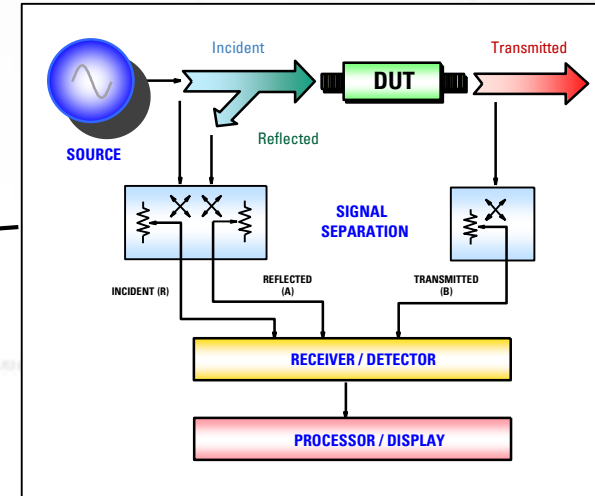 Incident
Transmitted
DUT
Reflected
SOURCE
SIGNAL
SEPARATION
INCIDENT (R)
REFLECTED
(A)
TRANSMITTED
(B)
RECEIVER / DETECTOR
PROCESSOR / DISPLAY